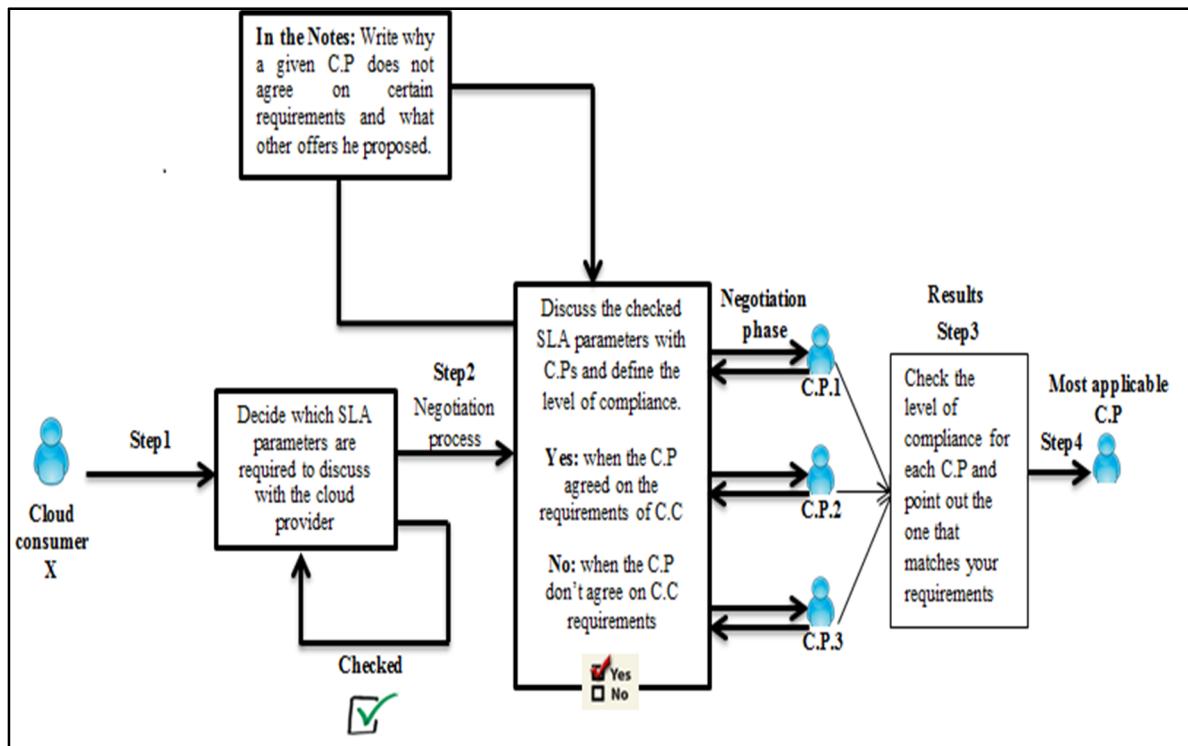 In the Notes: Write why
a given C.P does not
agree on certain
requirements and what
other offers he proposed.
Cloud
consumer
X
Step1
Decide which SLA
parameters are
required to discuss
with the cloud
provider
Checked
Step2
Negotiation
process
Discuss the checked
SLA parameters with
C.Ps and define the
level of compliance.
Yes: when the C.P
agreed on the
requirements of C.C
No: when the C.P
don't agree on C.C
requirements
Yes
No
Negotiation
phase
C.P.1
C.P.2
C.P.3
Results
Step3
Check the
level of
compliance for
each C.P and
point out the
one that
matches your
requirements
Step4
Most applicable
C.P